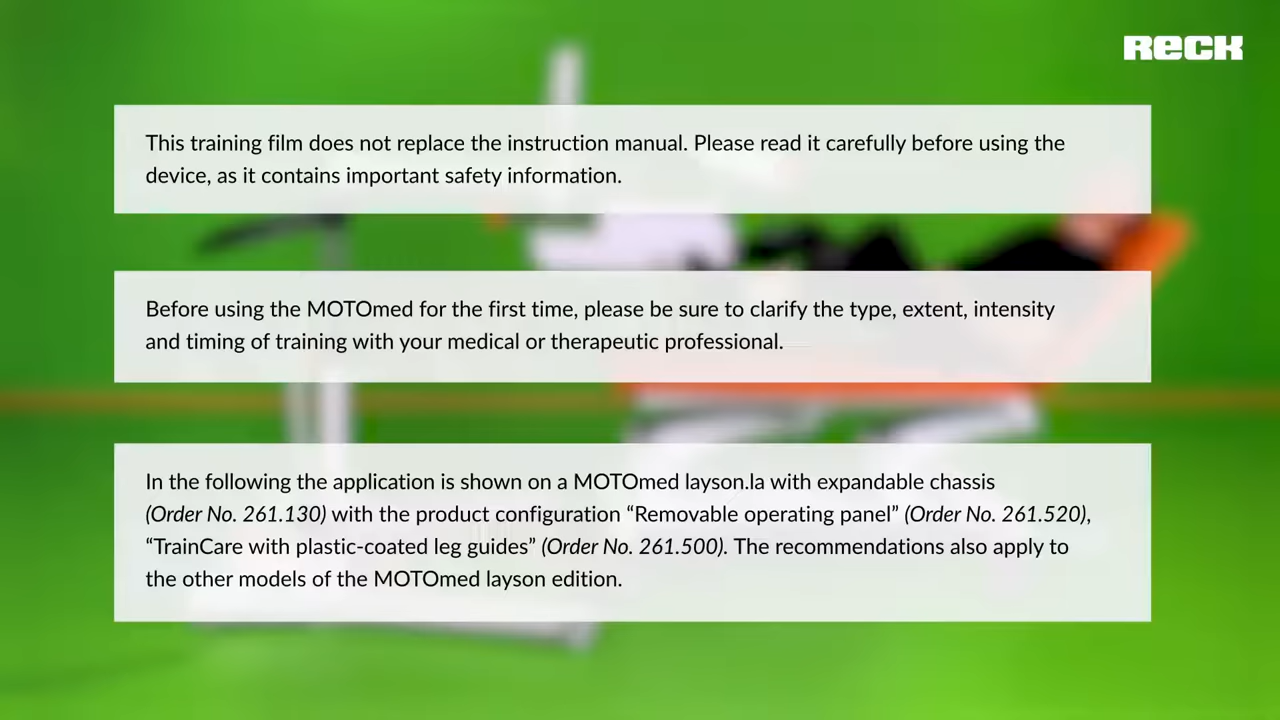 RECK
This training film does not replace the instruction manual. Please read it carefully before using the
device, as it contains important safety information.
Before using the MOTOmed for the first time, please be sure to clarify the type, extent, intensity
and timing of training with your medical or therapeutic professional.
In the following the application is shown on a MOTOmed layson.la with expandable chassis
(Order No. 261.130) with the product configuration “Removable operating panel” (Order No. 261.520),
“TrainCare with plastic-coated leg guides” (Order No. 261.500). The recommendations also apply to
the other models of the MOTOmed layson edition.